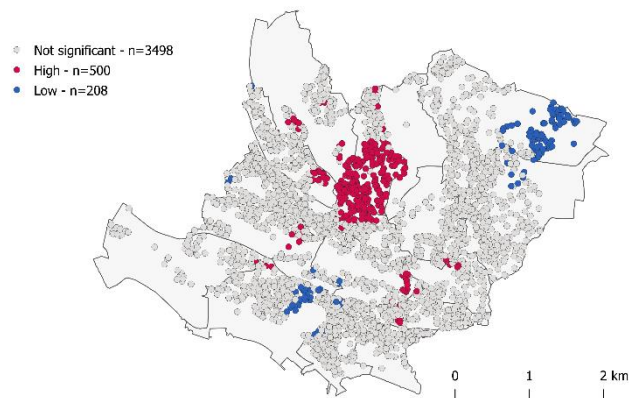 Not significant - n=3498
High - n=500
Low - n=208
0 1 2 km